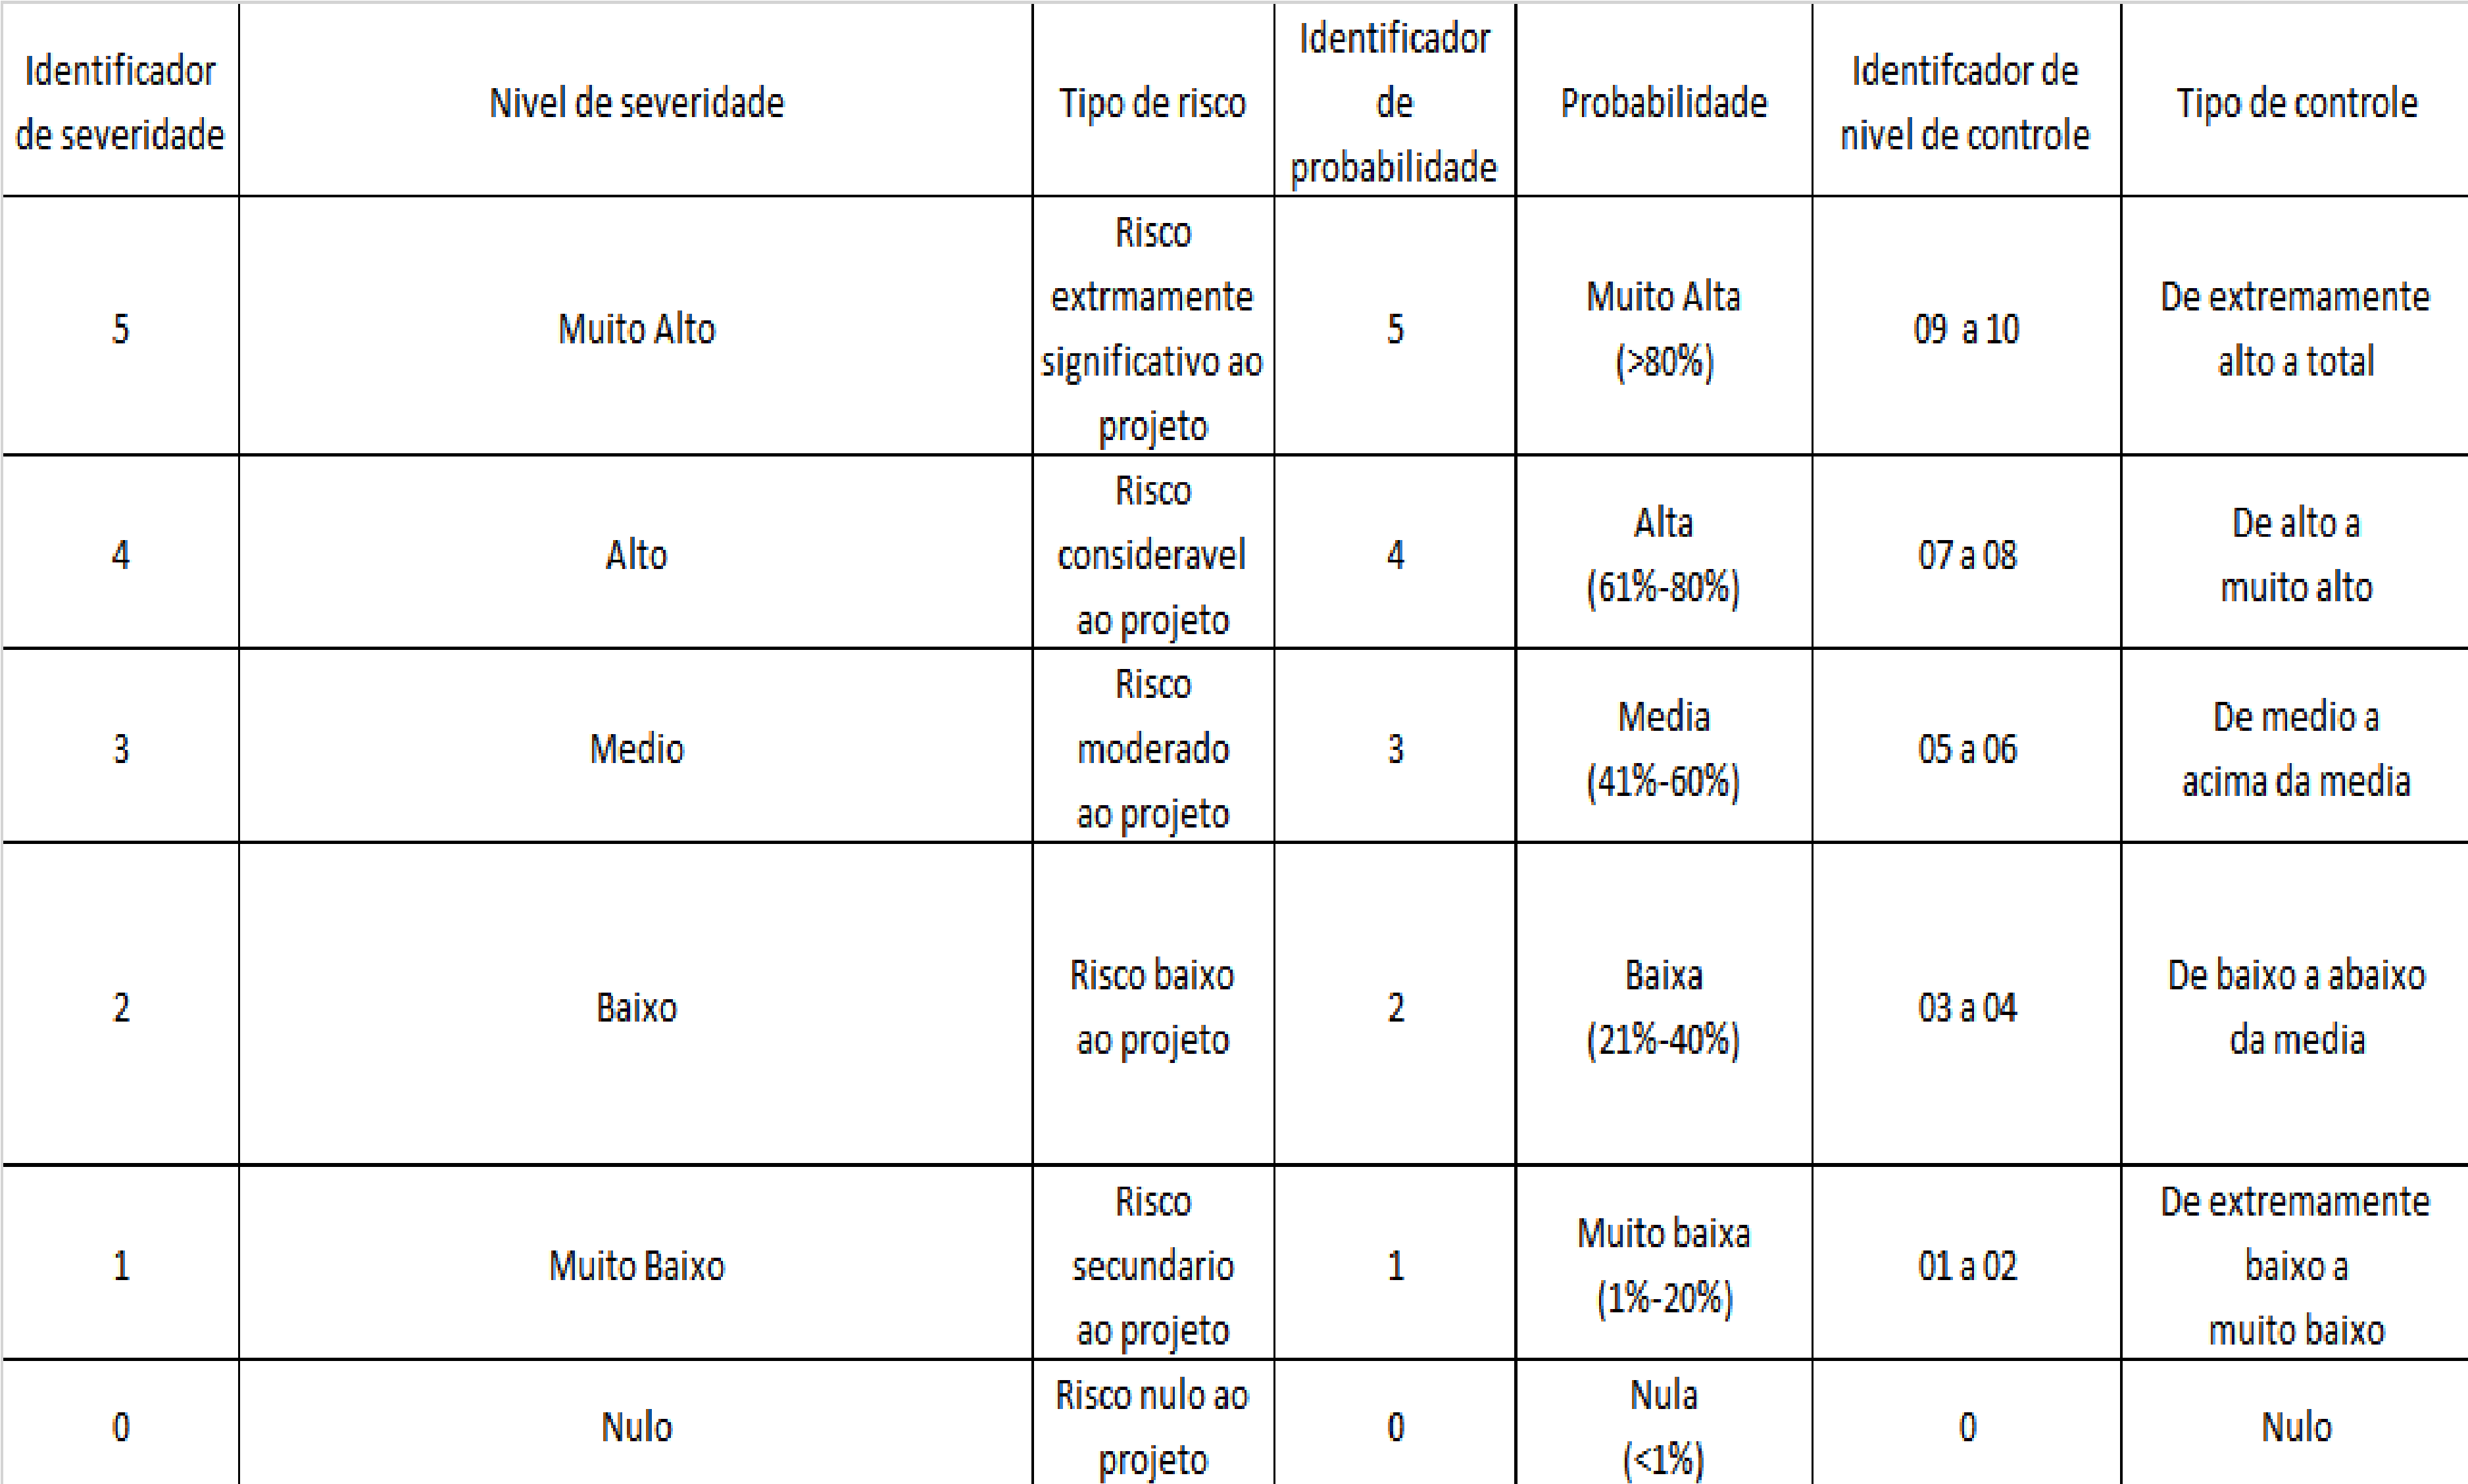 Identificador
de severidade
Nivel de severidade
Tipo de risco
Identificador
de
probabilidade
Probabilidade
Identifcador de
nivel de controle
Tipo de controle
5
Muito Alto
Risco
extrmamente
significativo ao
projeto
5
Muito Alta
(>80%)
09 a 10
De extremamente
alto a total
4
Alto
Risco
consideravel
ao projeto
4
Alta
(61%-80%)
07 a 08
De alto a
muito alto
3
Medio
Risco
moderado
ao projeto
3
Media
(41%-60%)
05 a 06
De medio a
acima da media
2
Baixo
Risco baixo
ao projeto
2
Baixa
(21%-40%)
03 a 04
De baixo a abaixo
da media
1
Muito Baixo
Risco
secundario
ao projeto
1
Muito baixa
(1%-20%)
01 a 02
De extremamente
baixo a
muito baixo
0
Nulo
Risco nulo ao
projeto
0
Nula
(<1%)
0
Nulo